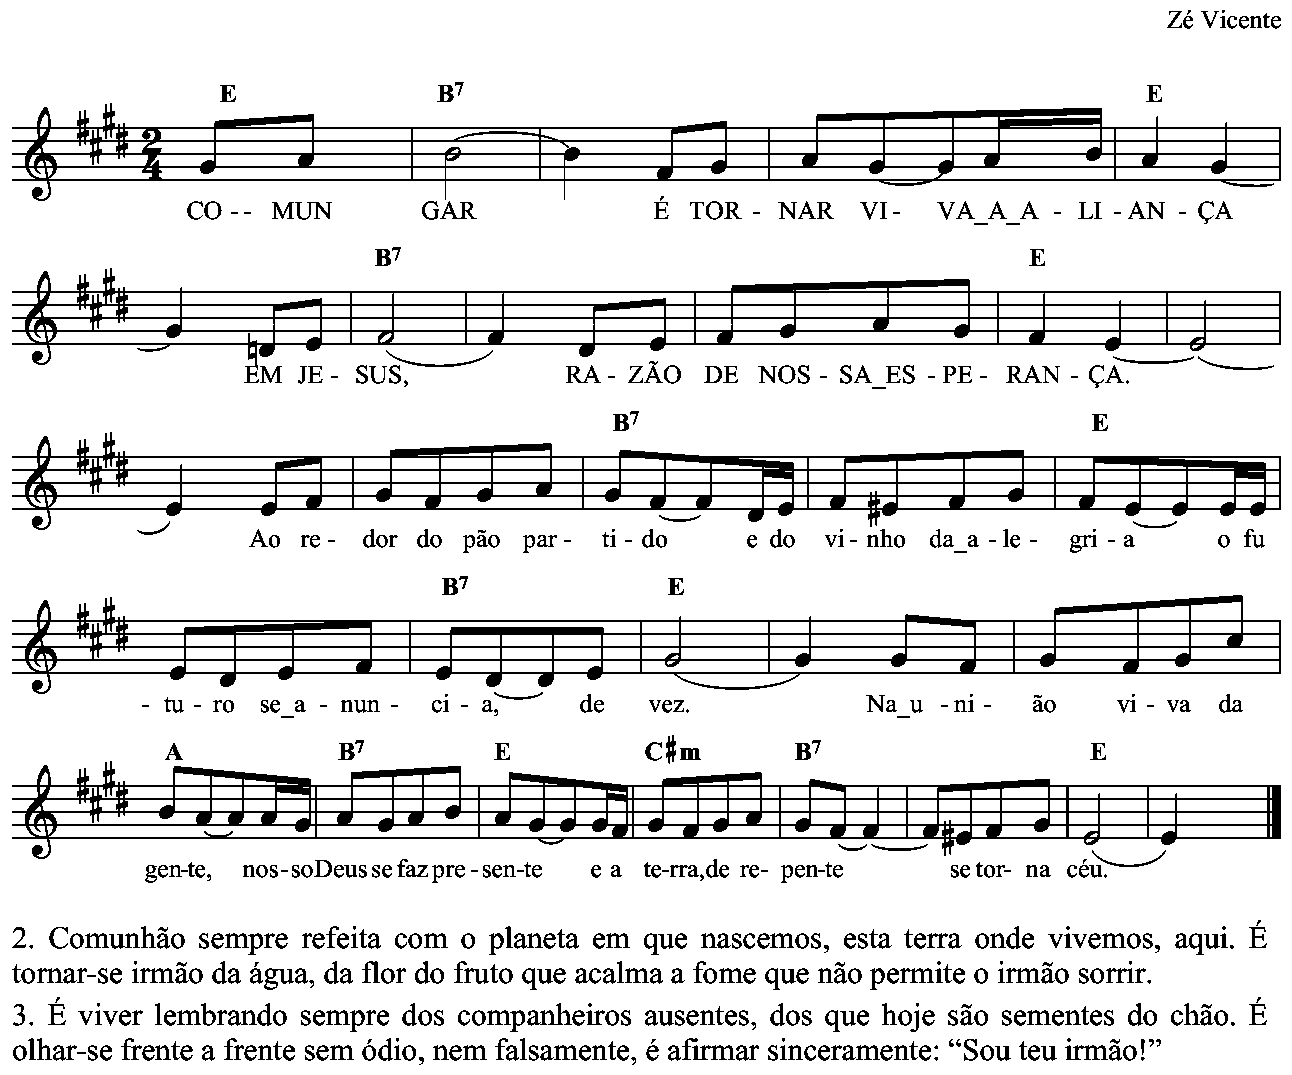 Zé Vicente
E B7 E
2 4
CO - - MUN GAR É TOR - NAR VI - VA_A_A - LI - AN - ÇA
B7 E
EM JE - SUS, RA - ZÃO DE NOS - SA_ES - PE - RAN - ÇA.
B7 E
Ao re - dor do pão par - ti - do e do vi - nho da_a - le - gri - a o fu
B7 E
- tu - ro se_a - nun - ci - a, de vez. Na_u - ni - ão vi - va da
A B7 E C#m B7 E
gen-te, nos-so Deus se faz pre-sen-te e a te-rra,de re-pen-te se tor- na céu.
2. Comunhão sempre refeita com o planeta em que nascemos, esta terra onde vivemos, aqui. É
tornar-se irmão da água, da flor do fruto que acalma a fome que não permite o irmão sorrir.
3. É viver lembrando sempre dos companheiros ausentes, dos que hoje são sementes do chão. É
olhar-se frente a frente sem ódio, nem falsamente, é afirmar sinceramente: “Sou teu irmão!”